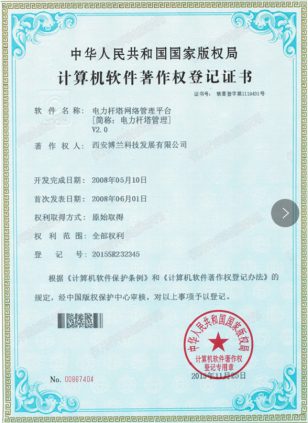 中华人民共和国国家版权局
计算机软件著作权登记证书
证书号： 软著登字第1119431号
软件名称： 电力杆塔网络管理平台
[简称：电力杆塔管理]
V2.0
著作权人： 西安博兰科技发展有限公司
开发完成日期： 2008年05月10日
首次发表日期： 2008年06月01日
权利取得方式： 原始取得
权利范围： 全部权利
登记号： 2015SR232345
根据《计算机软件保护条例》和《计算机软件著作权登记办法》的
规定，经中国版权保护中心审核，对以上事项予以登记。
中华人民共和国国家版权局
计算机软件著作权
登记专用章
No. 00867404
2015年11月25日